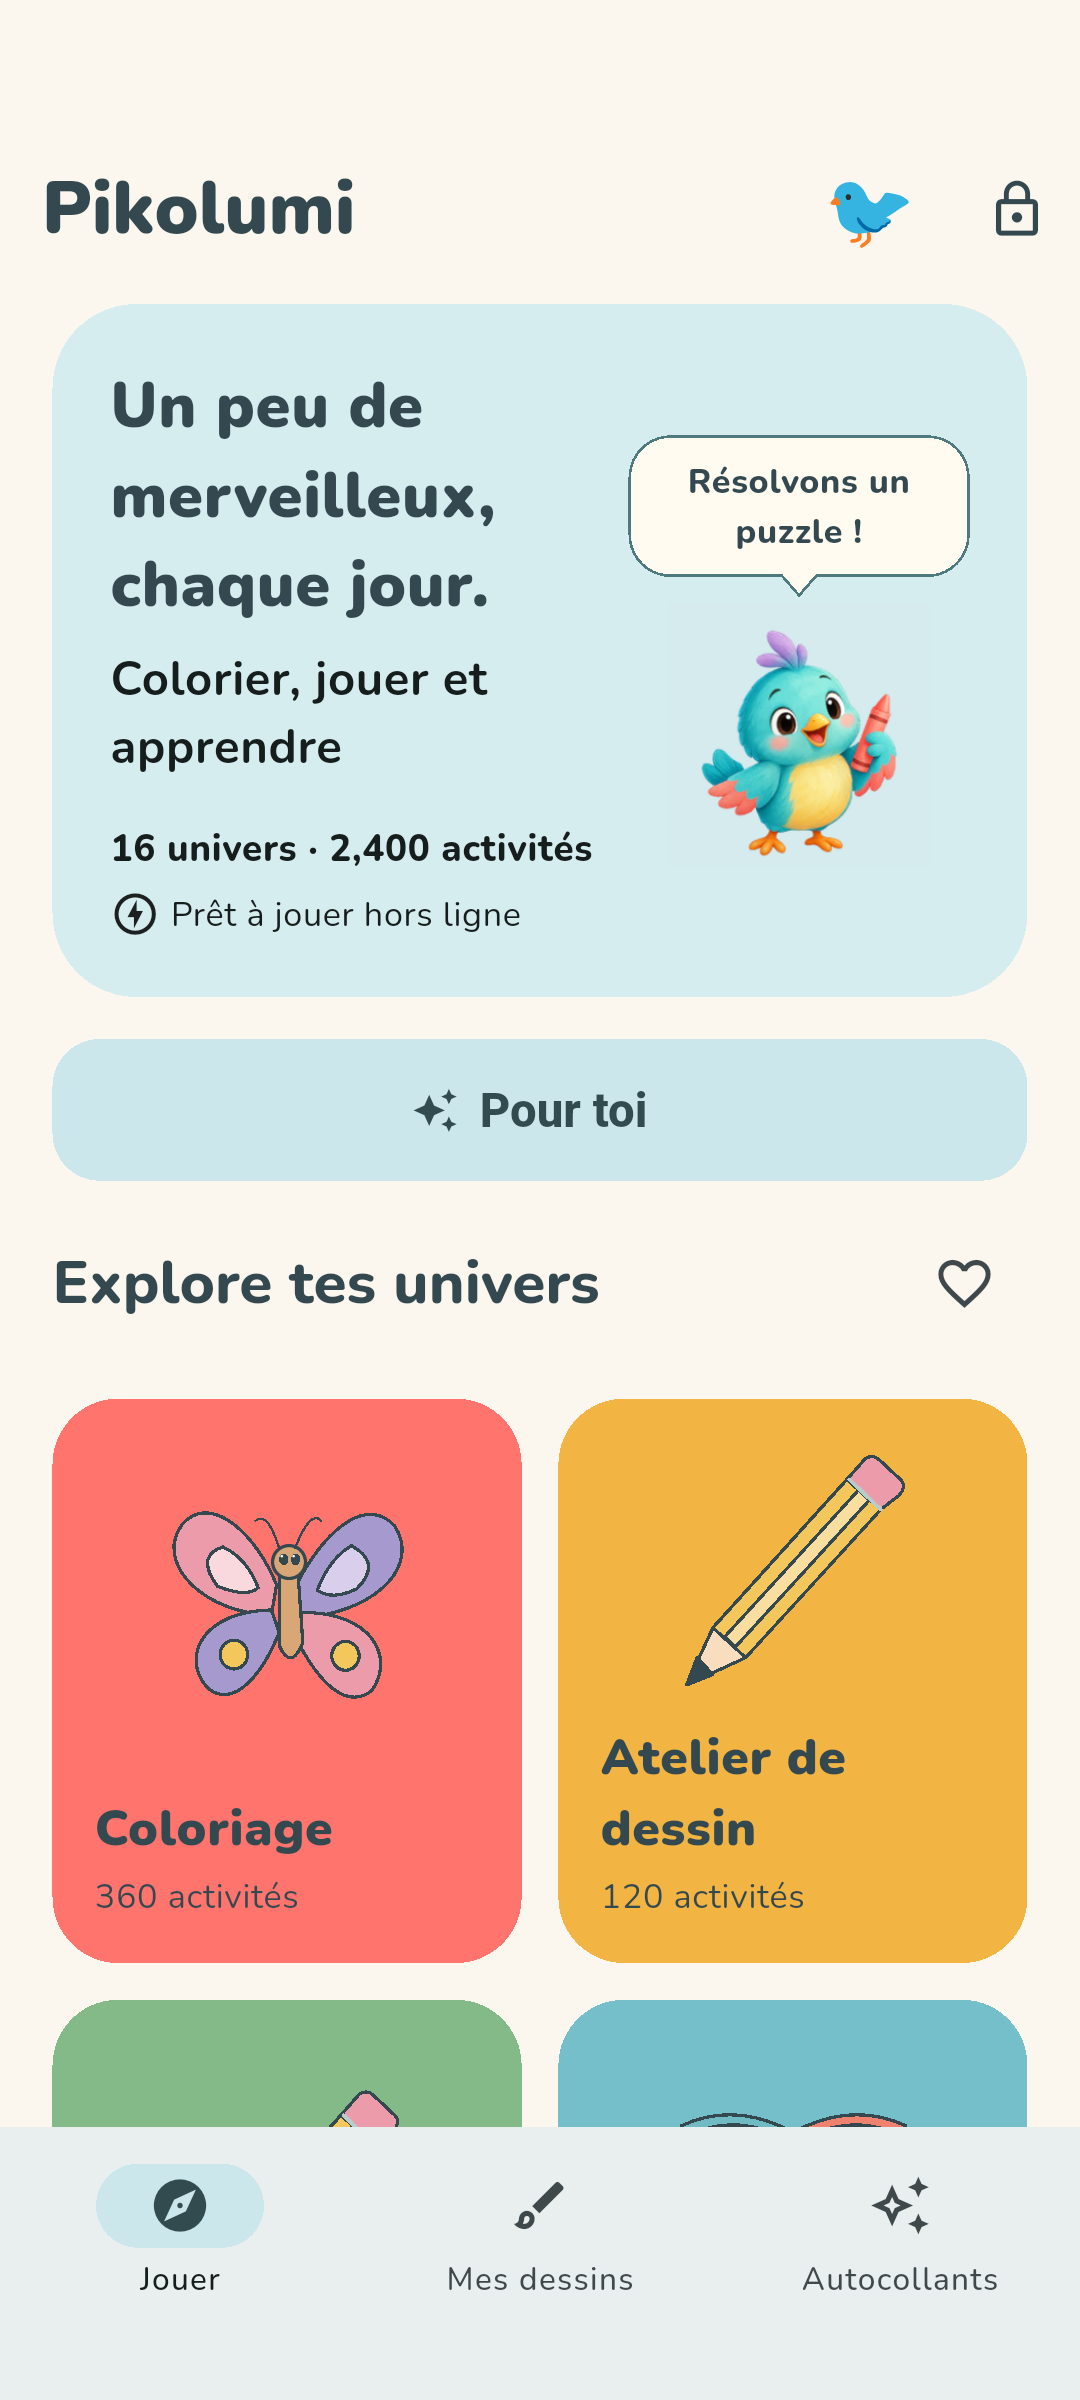 Pikolumi
Un peu de
merveilleux,
chaque jour.
Résolvons un
puzzle !
Colorier, jouer et
apprendre
16 univers · 2,400 activités
Prêt à jouer hors ligne
Pour toi
Explore tes univers
Coloriage
360 activités
Atelier de
dessin
120 activités
Jouer
Mes dessins
Autocollants